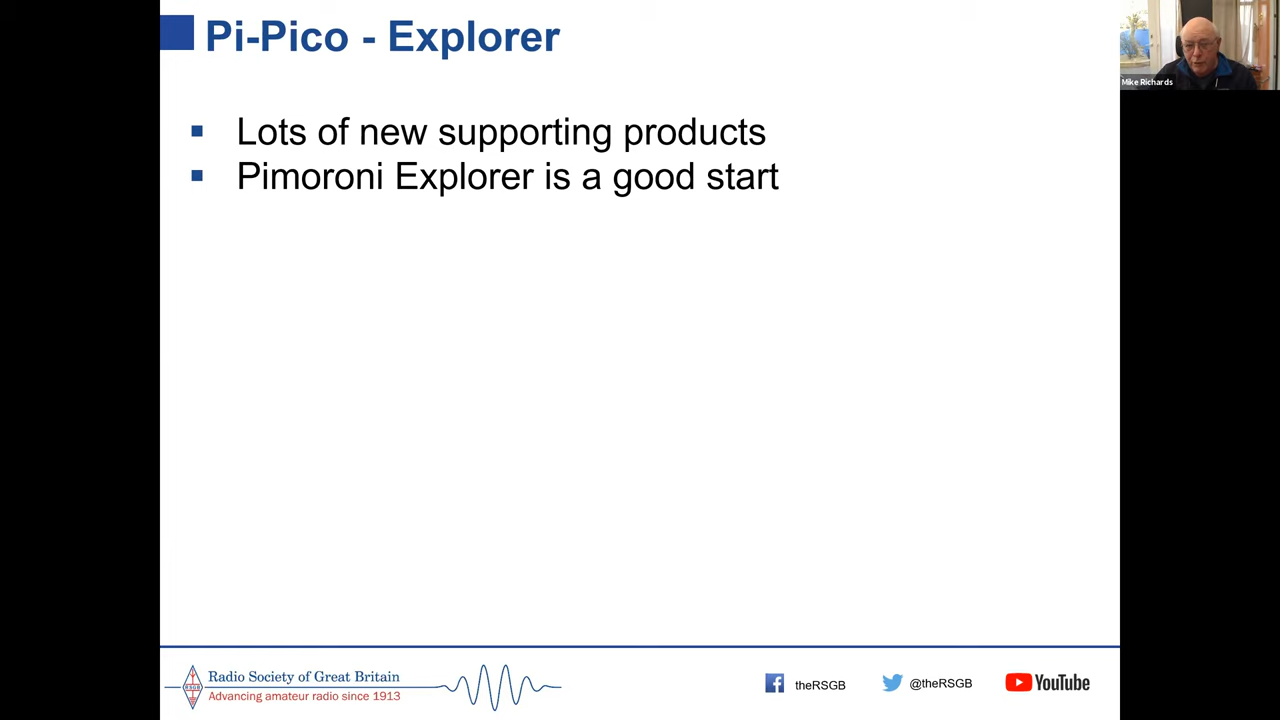 Pi-Pico - Explorer
Mike Richards
Lots of new supporting products
Pimoroni Explorer is a good start
RSGB
Radio Society of Great Britain
Advancing amateur radio since 1913
theRSGB
@theRSGB
YouTube